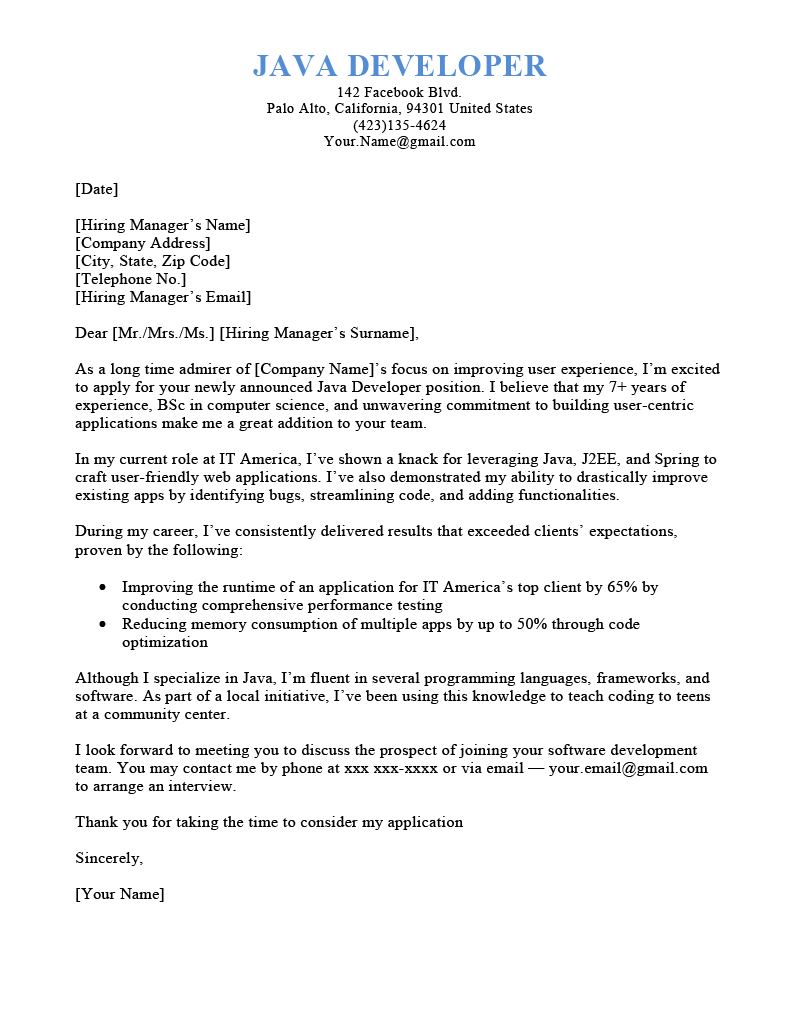 JAVA DEVELOPER
142 Facebook Blvd.
Palo Alto, California, 94301 United States
(423)135-4624
Your.Name@gmail.com
[Date]
[Hiring Manager’s Name]
[Company Address]
[City, State, Zip Code]
[Telephone No.]
[Hiring Manager’s Email]
Dear [Mr./Mrs./Ms.] [Hiring Manager’s Surname],
As a long time admirer of [Company Name]’s focus on improving user experience, I’m excited
to apply for your newly announced Java Developer position. I believe that my 7+ years of
experience, BSc in computer science, and unwavering commitment to building user-centric
applications make me a great addition to your team.
In my current role at IT America, I’ve shown a knack for leveraging Java, J2EE, and Spring to
craft user-friendly web applications. I’ve also demonstrated my ability to drastically improve
existing apps by identifying bugs, streamlining code, and adding functionalities.
During my career, I’ve consistently delivered results that exceeded clients’ expectations,
proven by the following:
• Improving the runtime of an application for IT America’s top client by 65% by
conducting comprehensive performance testing
• Reducing memory consumption of multiple apps by up to 50% through code
optimization
Although I specialize in Java, I’m fluent in several programming languages, frameworks, and
software. As part of a local initiative, I’ve been using this knowledge to teach coding to teens
at a community center.
I look forward to meeting you to discuss the prospect of joining your software development
team. You may contact me by phone at xxx xxx-xxxx or via email — your.email@gmail.com
to arrange an interview.
Thank you for taking the time to consider my application
Sincerely,
[Your Name]